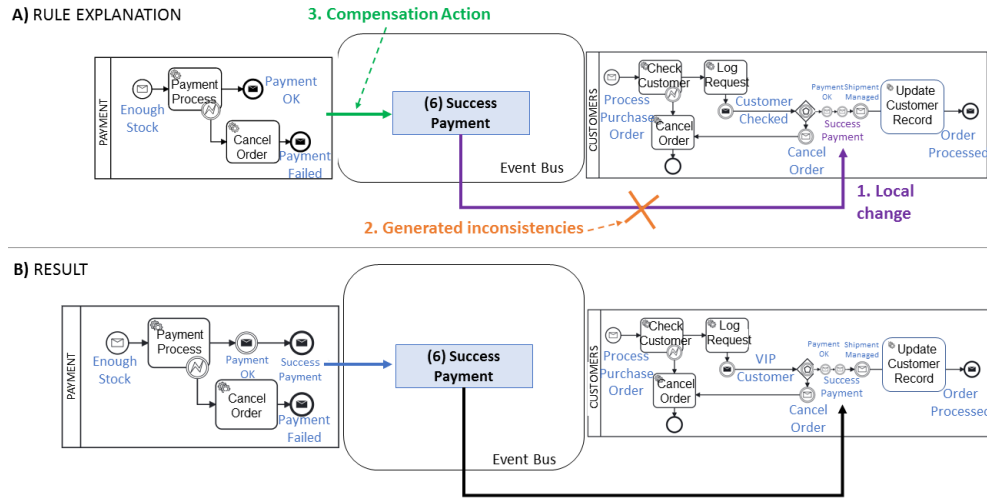 A) RULE EXPLANATION
3. Compensation Action
PAYMENT
Payment
Process
Enough
Stock
Payment
OK
Cancel
Order
Payment
Failed
(6) Success
Payment
Event Bus
CUSTOMERS
Check
Customer
Log
Request
Process
Purchase
Order
Customer
Checked
Cancel
Order
Payment
OK
Shipment
Managed
Success
Payment
Cancel
Order
Update
Customer
Record
Order
Processed
1. Local
change
2. Generated inconsistencies
B) RESULT
PAYMENT
Payment
Process
Enough
Stock
Payment
OK
Success
Payment
Cancel
Order
Payment
Failed
(6) Success
Payment
Event Bus
CUSTOMERS
Check
Customer
Log
Request
Process
Purchase
Order
VIP
Customer
Cancel
Order
Payment
OK
Shipment
Managed
Success
Payment
Cancel
Order
Update
Customer
Record
Order
Processed